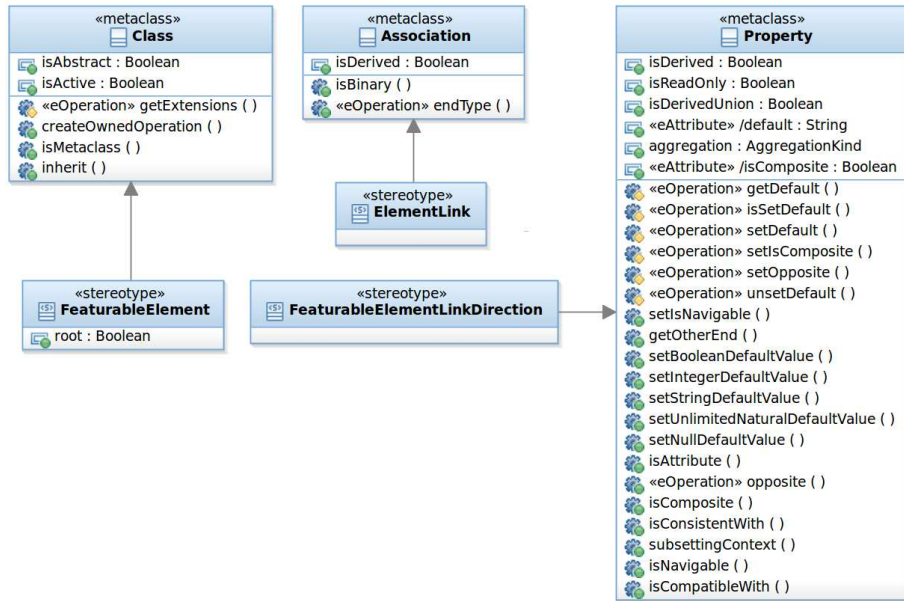 «metaclass»
Class
isAbstract : Boolean
isActive : Boolean
«eOperation» getExtensions ( )
createOwnedOperation ( )
isMetaclass ( )
inherit ( )
«metaclass»
Association
isDerived : Boolean
isBinary ( )
«eOperation» endType ( )
«stereotype»
ElementLink
«stereotype»
FeaturableElement
root : Boolean
«stereotype»
FeaturableElementLinkDirection
«metaclass»
Property
isDerived : Boolean
isReadOnly : Boolean
isDerivedUnion : Boolean
«eAttribute» /default : String
aggregation : AggregationKind
«eAttribute» /isComposite : Boolean
«eOperation» getDefault ( )
«eOperation» isSetDefault ( )
«eOperation» setDefault ( )
«eOperation» setIsComposite ( )
«eOperation» setOpposite ( )
«eOperation» unsetDefault ( )
setIsNavigable ( )
getOtherEnd ( )
setBooleanDefaultValue ( )
setIntegerDefaultValue ( )
setStringDefaultValue ( )
setUnlimitedNaturalDefaultValue ( )
setNullDefaultValue ( )
isAttribute ( )
«eOperation» opposite ( )
isComposite ( )
isConsistentWith ( )
subsettingContext ( )
isNavigable ( )
isCompatibleWith ( )